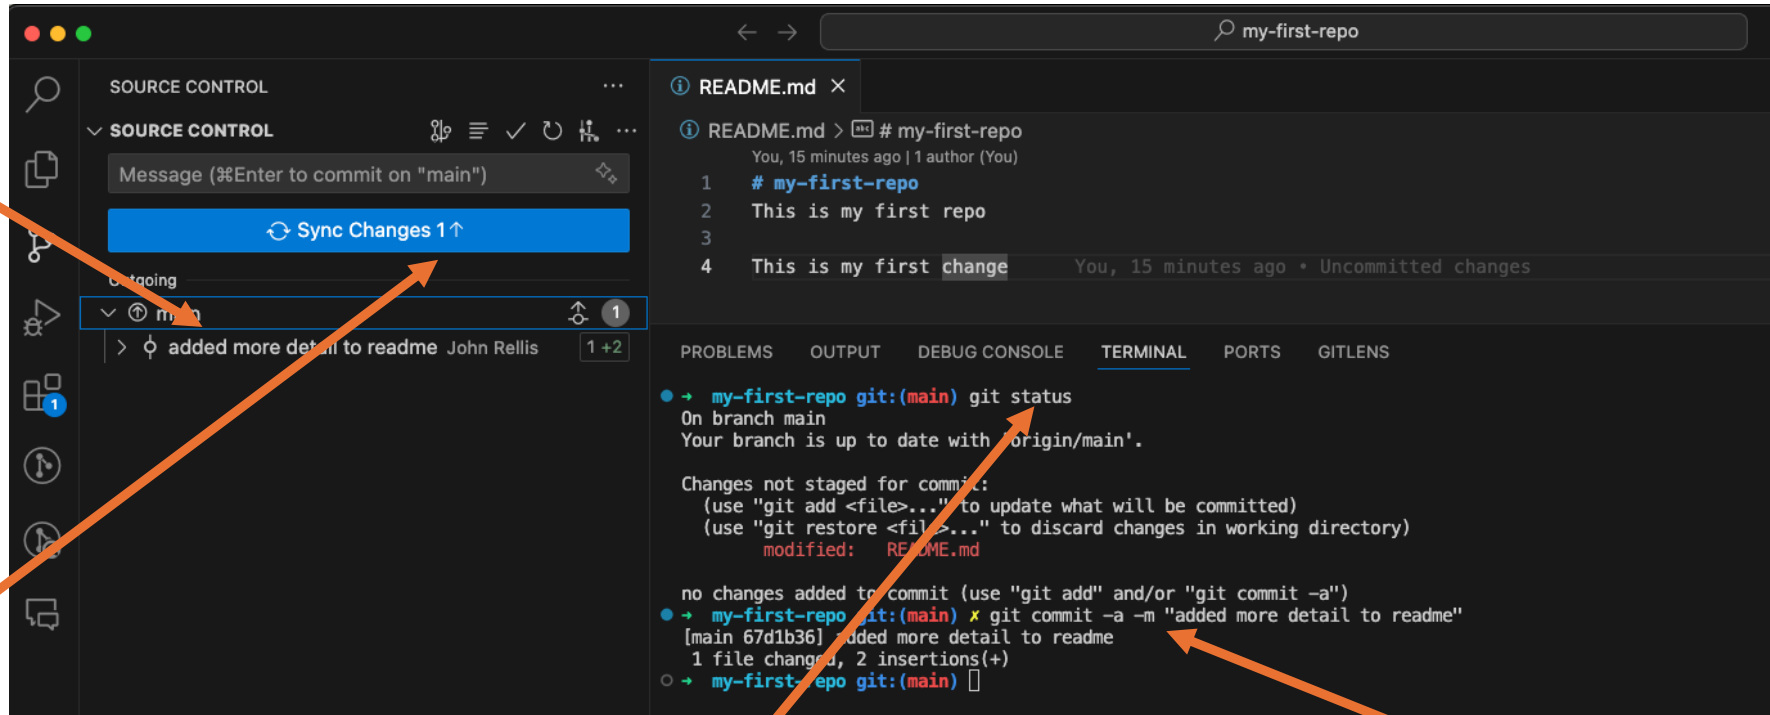 my-first-repo
SOURCE CONTROL
SOURCE CONTROL
Message (⌘Enter to commit on "main")
Sync Changes 1↑
Outgoing
main
1
added more detail to readme John Rellis
1 +2
1
README.md
README.md > # my-first-repo
You, 15 minutes ago | 1 author (You)
1 # my-first-repo
2 This is my first repo
3
4 This is my first change You, 15 minutes ago • Uncommitted changes
PROBLEMS OUTPUT DEBUG CONSOLE TERMINAL PORTS GITLENS
→ my-first-repo git:(main) git status
On branch main
Your branch is up to date with 'origin/main'.
Changes not staged for commit:
(use "git add <file>..." to update what will be committed)
(use "git restore <file>..." to discard changes in working directory)
modified: README.md
no changes added to commit (use "git add" and/or "git commit -a")
→ my-first-repo git:(main) ✗ git commit -a -m "added more detail to readme"
[main 67d1b36] added more detail to readme
1 file changed, 2 insertions(+)
→ my-first-repo git:(main)